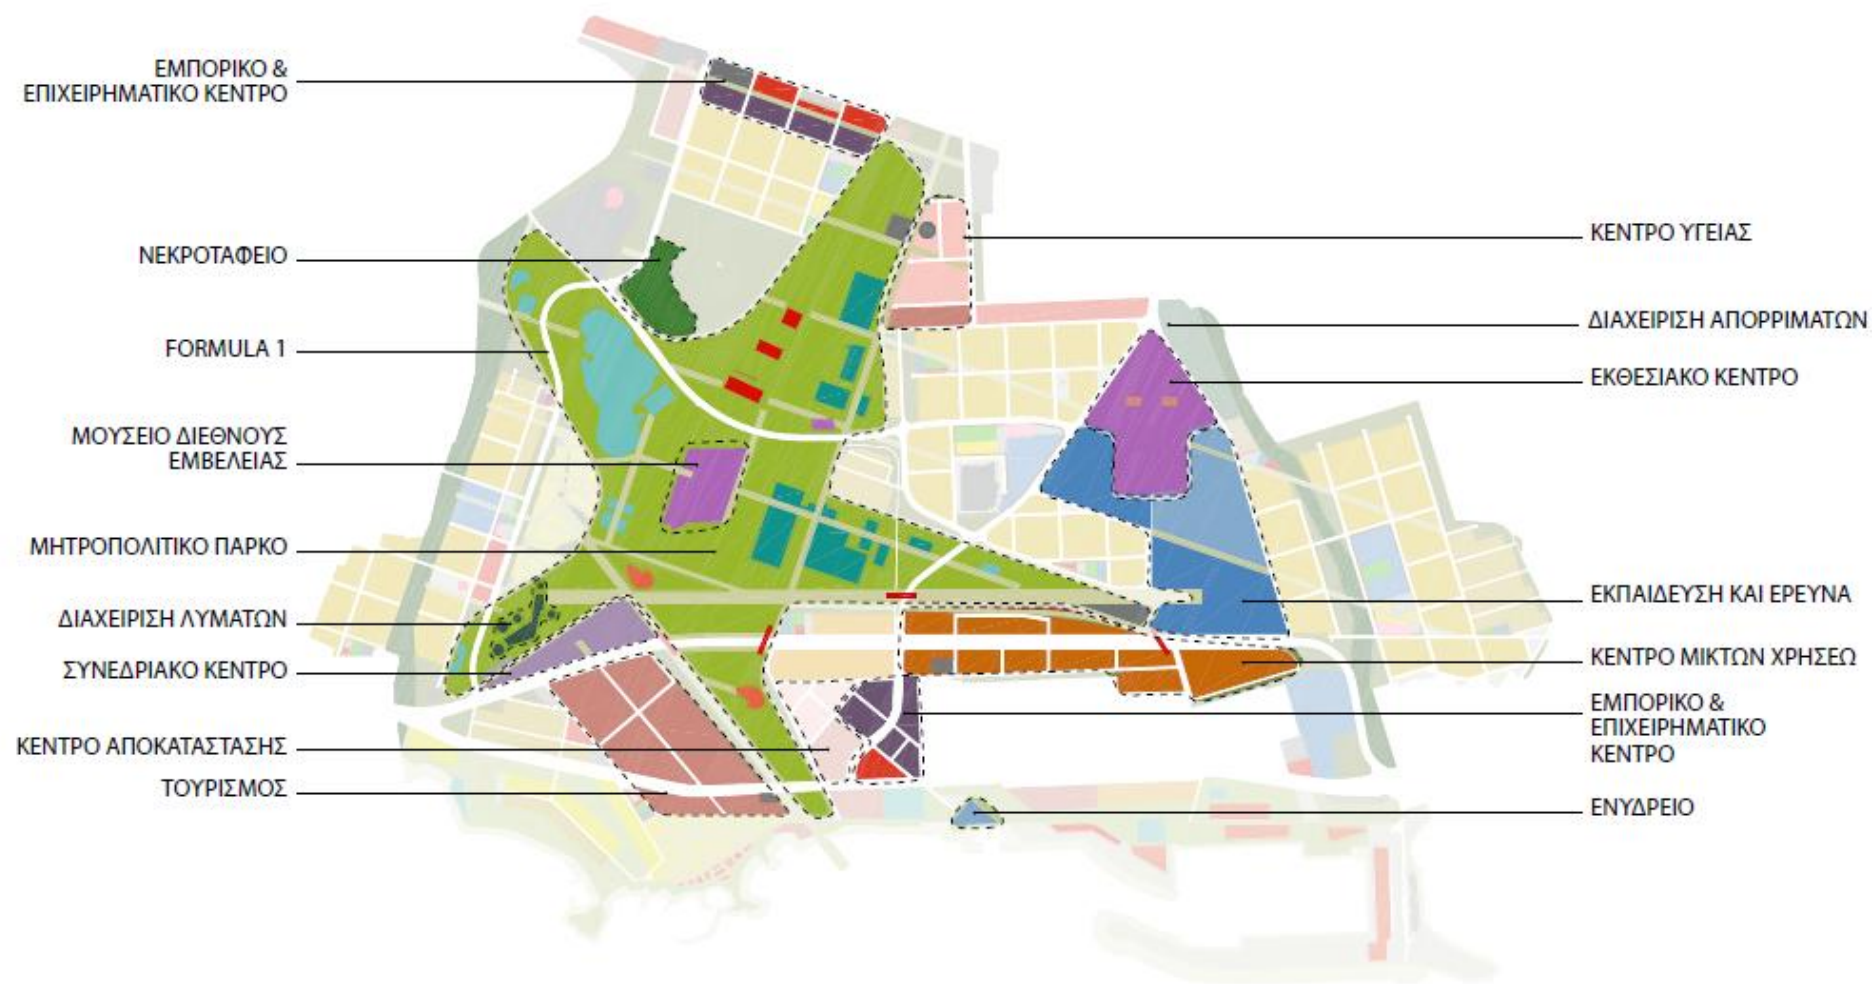 ΕΜΠΟΡΙΚΟ &
ΕΠΙΧΕΙΡΗΜΑΤΙΚΟ ΚΕΝΤΡΟ
ΝΕΚΡΟΤΑΦΕΙΟ
FORMULA 1
ΜΟΥΣΕΙΟ ΔΙΕΘΝΟΥΣ
ΕΜΒΕΛΕΙΑΣ
ΜΗΤΡΟΠΟΛΙΤΙΚΟ ΠΑΡΚΟ
ΔΙΑΧΕΙΡΙΣΗ ΛΥΜΑΤΩΝ
ΣΥΝΕΔΡΙΑΚΟ ΚΕΝΤΡΟ
ΚΕΝΤΡΟ ΑΠΟΚΑΤΑΣΤΑΣΗΣ
ΤΟΥΡΙΣΜΟΣ
ΚΕΝΤΡΟ ΥΓΕΙΑΣ
ΔΙΑΧΕΙΡΙΣΗ ΑΠΟΡΡΙΜΑΤΩΝ
ΕΚΘΕΣΙΑΚΟ ΚΕΝΤΡΟ
ΕΚΠΑΙΔΕΥΣΗ ΚΑΙ ΕΡΕΥΝΑ
ΚΕΝΤΡΟ ΜΙΚΤΩΝ ΧΡΗΣΕΩ
ΕΜΠΟΡΙΚΟ &
ΕΠΙΧΕΙΡΗΜΑΤΙΚΟ
ΚΕΝΤΡΟ
ΕΝΥΔΡΕΙΟ